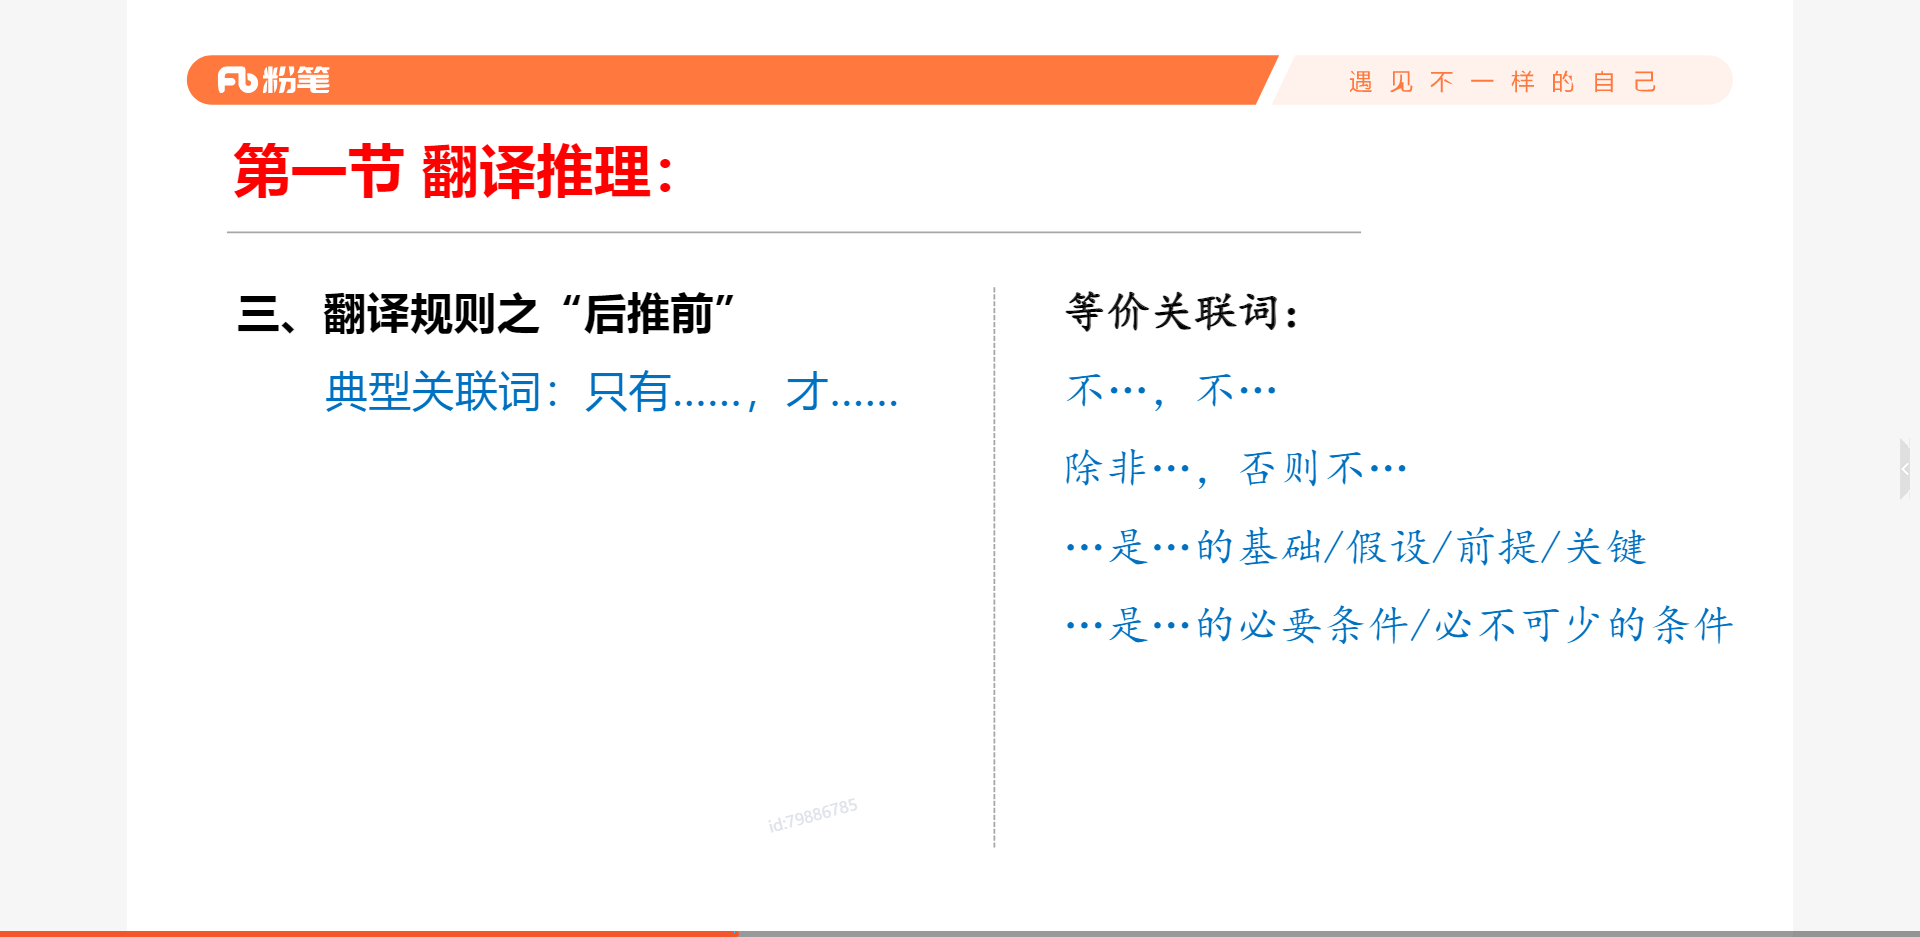 粉笔
遇见不一样的自己
第一节 翻译推理：
三、翻译规则之“后推前”
典型关联词：只有……，才……
等价关联词：
不…，不…
除非…，否则不…
…是…的基础/假设/前提/关键
…是…的必要条件/必不可少的条件
id:79886785